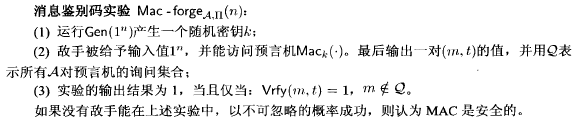 消息鉴别码实验 Mac-forge_{𝒜,Π}(n):
(1) 运行Gen(1ⁿ)产生一个随机密钥k;
(2) 敌手被给予输入值1ⁿ, 并能访问预言机Mac_k(·)。最后输出一对(m, t)的值, 并用𝒬表
示所有𝒜对预言机的询问集合;
(3) 实验的输出结果为 1, 当且仅当: Vrfy(m, t) = 1, m ∉ 𝒬。
如果没有敌手能在上述实验中, 以不可忽略的概率成功, 则认为 MAC 是安全的。